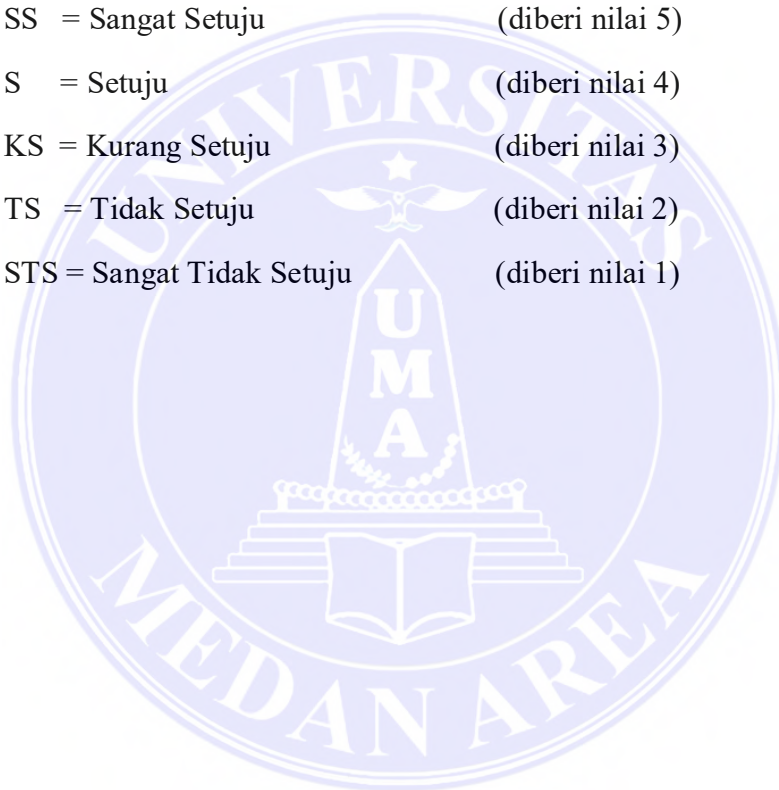 SS = Sangat Setuju (diberi nilai 5)
S = Setuju (diberi nilai 4)
KS = Kurang Setuju (diberi nilai 3)
TS = Tidak Setuju (diberi nilai 2)
STS = Sangat Tidak Setuju (diberi nilai 1)
UNIVERSITAS
UMA
MEDAN AREA